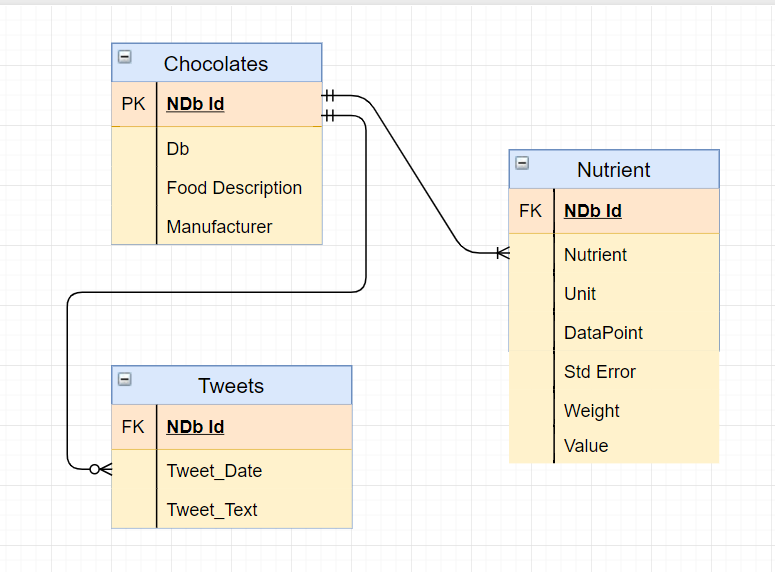 Chocolates
PK NDb Id
Db
Food Description
Manufacturer
Nutrient
FK NDb Id
Nutrient
Unit
DataPoint
Std Error
Weight
Value
Tweets
FK NDb Id
Tweet_Date
Tweet_Text